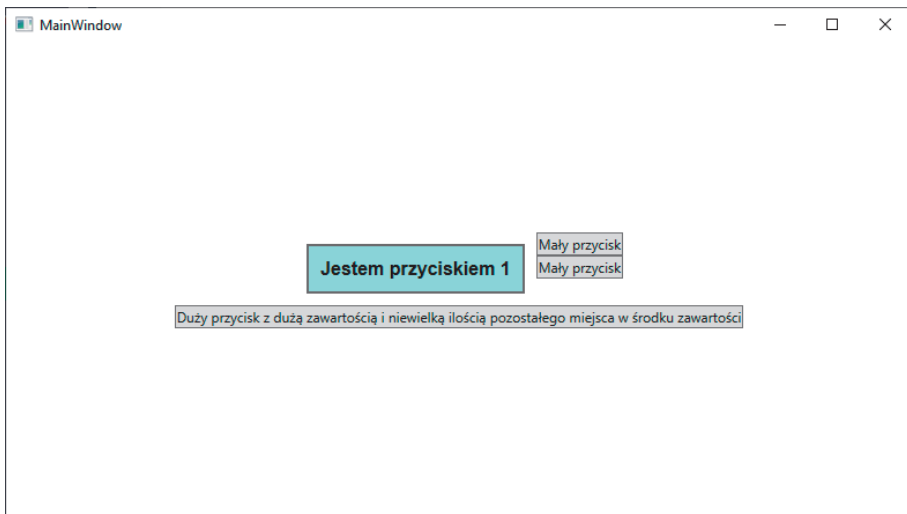 MainWindow
Mały przycisk
Jestem przyciskiem 1
Mały przycisk
Duży przycisk z dużą zawartością i niewielką ilością pozostałego miejsca w środku zawartości